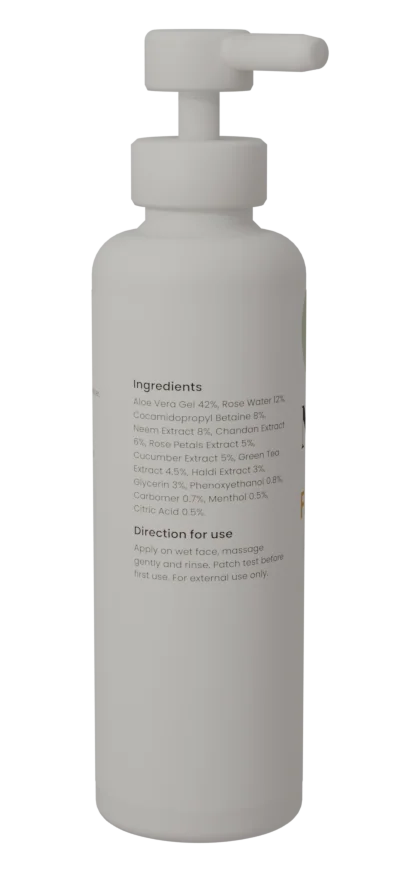 Ingredients
Aloe Vera Gel 42%, Rose Water 12%,
Cocamidopropyl Betaine 8%,
Neem Extract 8%, Chandan Extract
6%, Rose Petals Extract 5%,
Cucumber Extract 5%, Green Tea
Extract 4.5%, Haldi Extract 3%,
Glycerin 3%, Phenoxyethanol 0.8%,
Carbomer 0.7%, Menthol 0.5%,
Citric Acid 0.5%.
Direction for use
Apply on wet face, massage
gently and rinse. Patch test before
first use. For external use only.